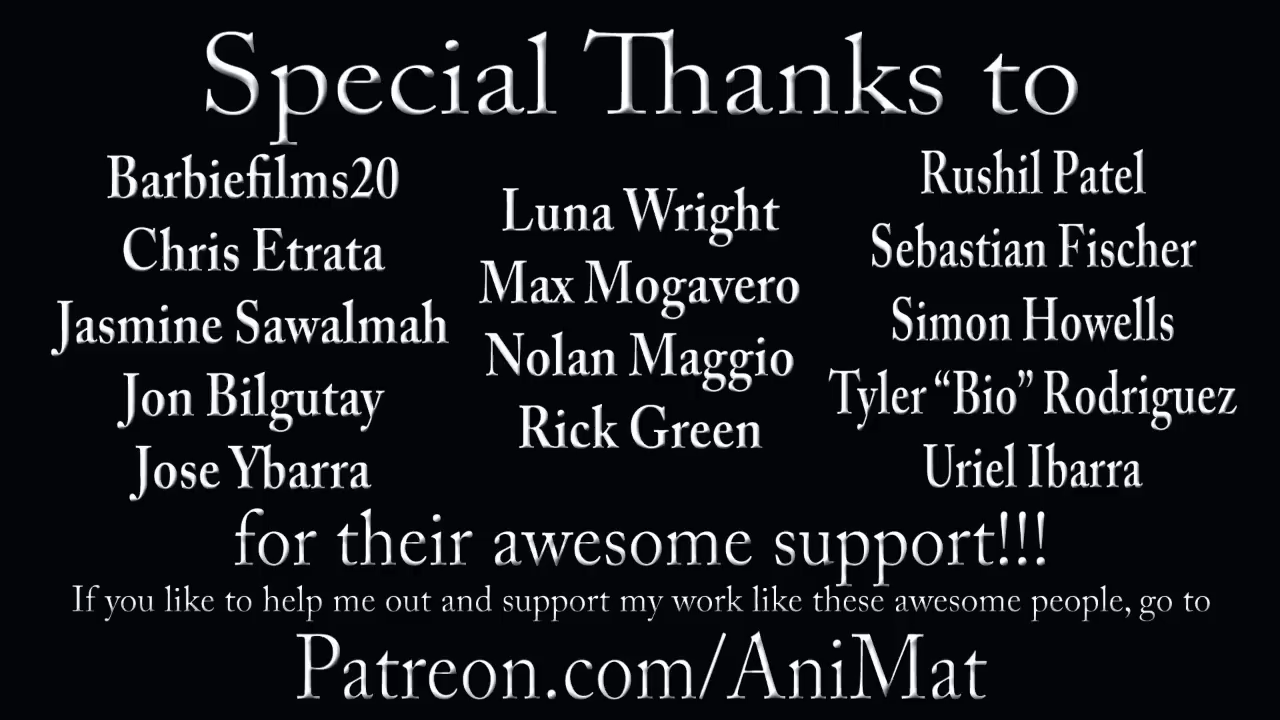 Special Thanks to
Barbiefilms20
Chris Etrata
Jasmine Sawalmah
Jon Bilgutay
Jose Ybarra
Luna Wright
Max Mogavero
Nolan Maggio
Rick Green
Rushil Patel
Sebastian Fischer
Simon Howells
Tyler “Bio” Rodriguez
Uriel Ibarra
for their awesome support!!!
If you like to help me out and support my work like these awesome people, go to
Patreon.com/AniMat